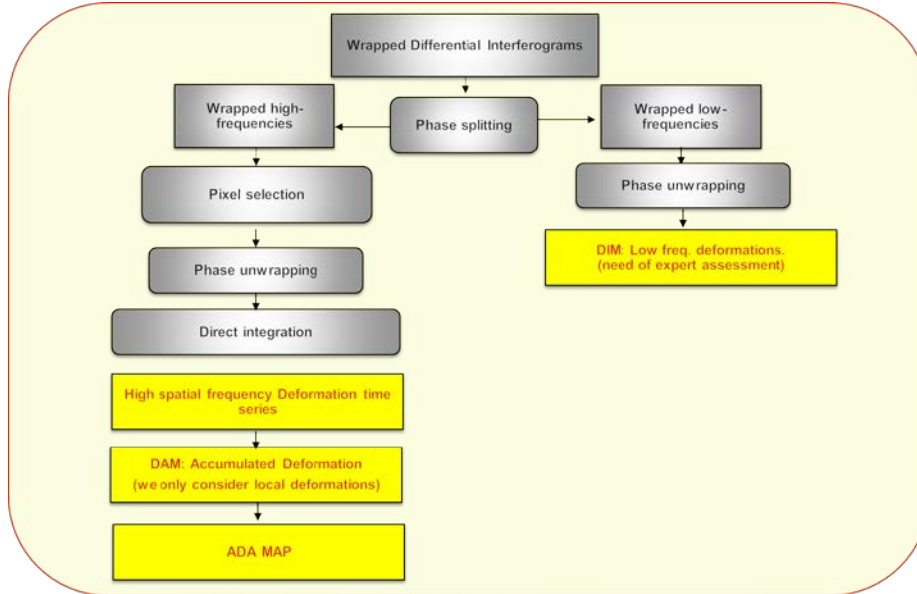 Wrapped Differential Interferograms
Wrapped high-
frequencies
Phase splitting
Wrapped low-
frequencies
Pixel selection
Phase unwrapping
Phase unwrapping
DIM: Low freq. deformations.
(need of expert assessment)
Direct integration
High spatial frequency Deformation time
series
DAM: Accumulated Deformation
(we only consider local deformations)
ADA MAP